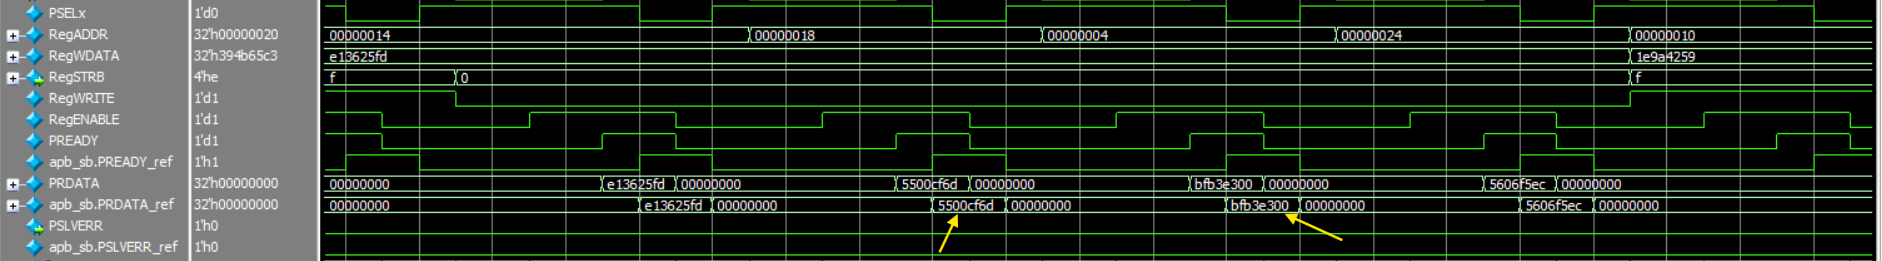 PSELx 1'd0
RegADDR 32'h00000020 00000014 00000018 00000004 00000024 00000010
RegWDATA 32'h394b65c3 e13625fd 1e9a4259
RegSTRB 4'he f 0 f
RegWRITE 1'd1
RegENABLE 1'd1
PREADY 1'd1
apb_sb.PREADY_ref 1'h1
PRDATA 32'h00000000 00000000 e13625fd 00000000 5500cf6d 00000000 bfb3e300 00000000 5606f5ec 00000000
apb_sb.PRDATA_ref 32'h00000000 00000000 e13625fd 00000000 5500cf6d 00000000 bfb3e300 00000000 5606f5ec 00000000
PSLVERR 1'h0
apb_sb.PSLVERR_ref 1'h0